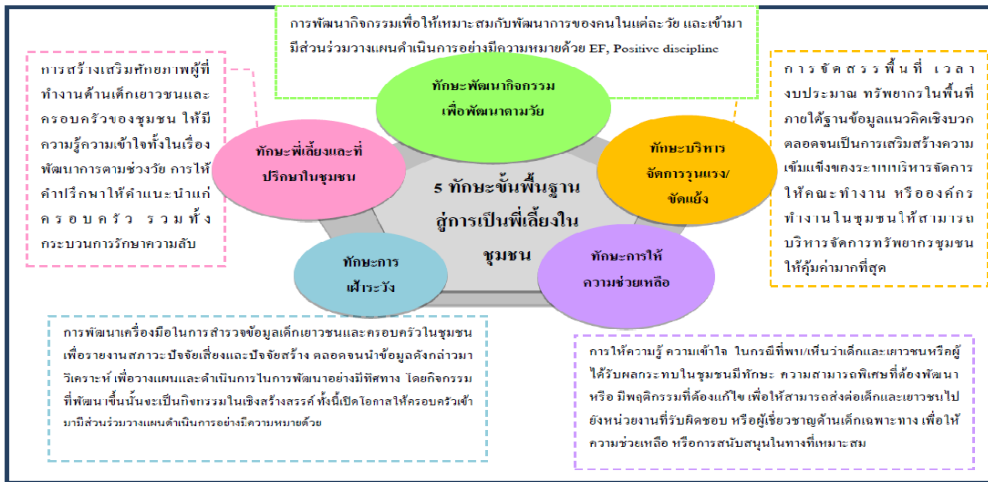 การพัฒนากิจกรรมเพื่อให้เหมาะสมกับพัฒนาการของคนในแต่ละวัย และเข้ามา
มีส่วนร่วมวางแผนดำเนินการอย่างมีความหมายด้วย EF, Positive discipline
การสร้างเสริมศักยภาพผู้ที่
ทำงานด้านเด็กเยาวชนและ
ครอบครัวของชุมชน ให้มี
ความรู้ความเข้าใจทั้งในเรื่อง
พัฒนาการตามช่วงวัย การให้
คำปรึกษาให้คำแนะนำแก่
ครอบครัว รวมทั้ง
กระบวนการรักษาความลับ
ทักษะพัฒนากิจกรรม
เพื่อพัฒนาตามวัย
ทักษะพี่เลี้ยงและที่
ปรึกษาในชุมชน
ทักษะบริหาร
จัดการรุนแรง/
ขัดแย้ง
5 ทักษะขั้นพื้นฐาน
สู่การเป็นพี่เลี้ยงใน
ชุมชน
ทักษะการ
เฝ้าระวัง
ทักษะการให้
ความช่วยเหลือ
การจัดสรรพื้นที่ เวลา
งบประมาณ ทรัพยากรในพื้นที่
ภายใต้ฐานข้อมูลแนวคิดเชิงบวก
ตลอดจนเป็นการเสริมสร้างความ
เข้มแข็งของระบบบริหารจัดการ
ให้คณะทำงาน หรือองค์กร
ทำงานในชุมชนให้สามารถ
บริหารจัดการทรัพยากรชุมชน
ให้คุ้มค่ามากที่สุด
การพัฒนาเครื่องมือในการสำรวจข้อมูลเด็กเยาวชนและครอบครัวในชุมชน
เพื่อรายงานสภาวะปัจจัยเสี่ยงและปัจจัยสร้าง ตลอดจนนำข้อมูลดังกล่าวมา
วิเคราะห์ เพื่อวางแผนและดำเนินการในการพัฒนาอย่างมีทิศทาง โดยกิจกรรม
ที่พัฒน เขึ้นนั้นจะเป็นกิจกรรมในเชิงสร้างสรรค์ ทั้งนี้เปิดโอกาสให้ครอบครัวเข้า
มามีส่วนร่วมวางแผนดำเนินการอย่างมีความหมายด้วย
การให้ความรู้ ความเข้าใจ ในกรณีที่พบ/เห็นว่าเด็กและเยาวชนหรือผู้
ได้รับผลกระทบในชุมชนมีทักษะ ความสามารถพิเศษที่ต้องพัฒนา
หรือ มีพฤติกรรมที่ต้องแก้ไข เพื่อให้สามารถส่งต่อเด็กและเยาวชนไป
ยังหน่วยงานที่รับผิดชอบ หรือผู้เชี่ยวชาญด้านเด็กเฉพาะทาง เพื่อให้
ความช่วยเหลือ หรือการสนับสนุนในทางที่เหมาะสม